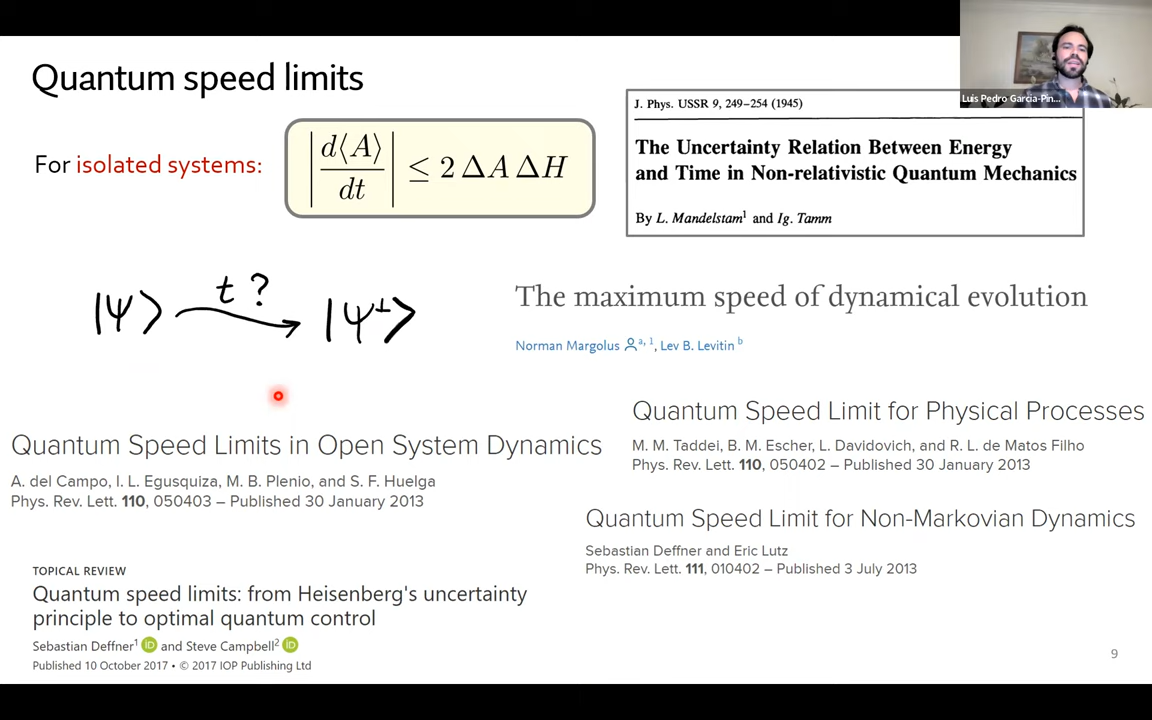 Quantum speed limits
Luis Pedro García-Pin...
For isolated systems:
|d⟨A⟩/dt| ≤ 2 ΔA ΔH
J. Phys. USSR 9, 249–254 (1945)
The Uncertainty Relation Between Energy
and Time in Non-relativistic Quantum Mechanics
By L. Mandelstam¹ and Ig. Tamm
t ?
|ψ⟩ |ψ⊥⟩
The maximum speed of dynamical evolution
Norman Margolus a, 1, Lev B. Levitin b
Quantum Speed Limit for Physical Processes
M. M. Taddei, B. M. Escher, L. Davidovich, and R. L. de Matos Filho
Phys. Rev. Lett. 110, 050402 – Published 30 January 2013
Quantum Speed Limits in Open System Dynamics
A. del Campo, I. L. Egusquiza, M. B. Plenio, and S. F. Huelga
Phys. Rev. Lett. 110, 050403 – Published 30 January 2013
Quantum Speed Limit for Non-Markovian Dynamics
Sebastian Deffner and Eric Lutz
Phys. Rev. Lett. 111, 010402 – Published 3 July 2013
TOPICAL REVIEW
Quantum speed limits: from Heisenberg's uncertainty
principle to optimal quantum control
Sebastian Deffner¹ iD and Steve Campbell² iD
Published 10 October 2017 • © 2017 IOP Publishing Ltd
9